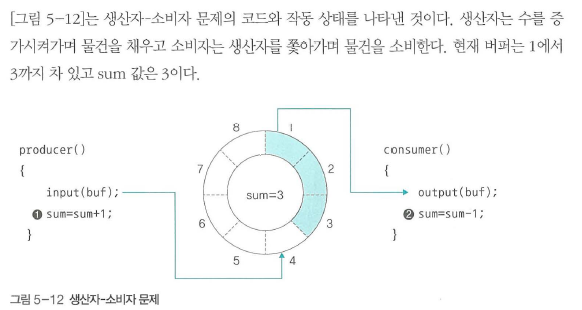 [그림 5-12]는 생산자-소비자 문제의 코드와 작동 상태를 나타낸 것이다. 생산자는 수를 증
가시켜가며 물건을 채우고 소비자는 생산자를 쫓아가며 물건을 소비한다. 현재 버퍼는 1에서
3까지 차 있고 sum 값은 3이다.
producer()
{
input(buf);
❶ sum=sum+1;
}
8
1
7
2
sum=3
6
3
5
4
consumer()
{
output(buf);
❷ sum=sum-1;
}
그림 5-12 생산자-소비자 문제